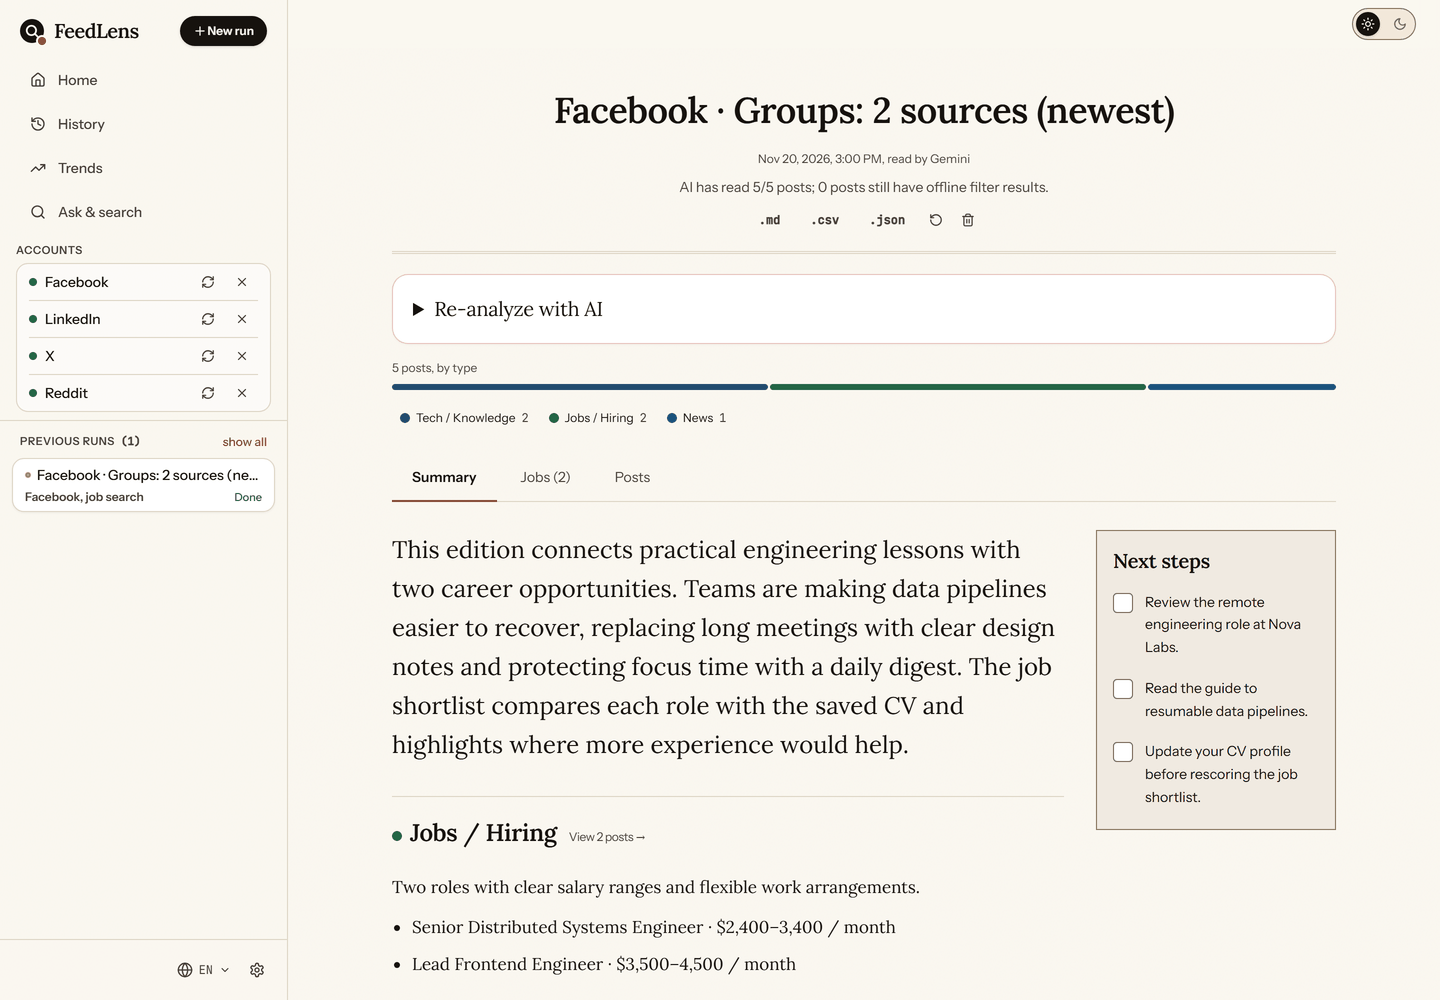 FeedLens
+ New run
Home
History
Trends
Ask & search
ACCOUNTS
Facebook
LinkedIn
X
Reddit
PREVIOUS RUNS (1)
show all
Facebook · Groups: 2 sources (ne...
Facebook, job search
Done
EN
Facebook · Groups: 2 sources (newest)
Nov 20, 2026, 3:00 PM, read by Gemini
AI has read 5/5 posts; 0 posts still have offline filter results.
.md .csv .json
Re-analyze with AI
5 posts, by type
Tech / Knowledge 2 Jobs / Hiring 2 News 1
Summary Jobs (2) Posts
This edition connects practical engineering lessons with
two career opportunities. Teams are making data pipelines
easier to recover, replacing long meetings with clear design
notes and protecting focus time with a daily digest. The job
shortlist compares each role with the saved CV and
highlights where more experience would help.
Jobs / Hiring View 2 posts →
Two roles with clear salary ranges and flexible work arrangements.
• Senior Distributed Systems Engineer · $2,400–3,400 / month
• Lead Frontend Engineer · $3,500–4,500 / month
Next steps
Review the remote
engineering role at Nova
Labs.
Read the guide to
resumable data pipelines.
Update your CV profile
before rescoring the job
shortlist.